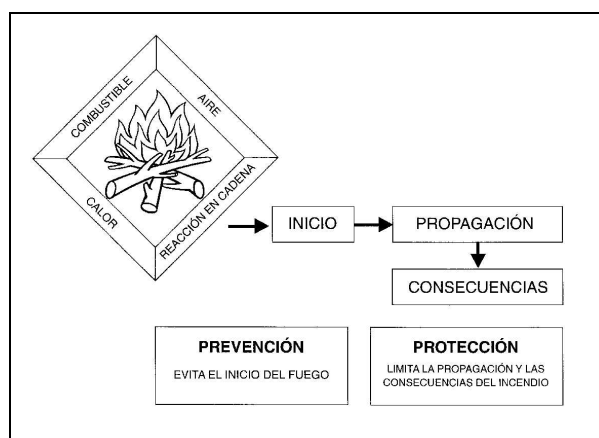 COMBUSTIBLE
AIRE
CALOR
REACCIÓN EN CADENA
INICIO
PROPAGACIÓN
CONSECUENCIAS
PREVENCIÓN
EVITA EL INICIO DEL FUEGO
PROTECCIÓN
LIMITA LA PROPAGACIÓN Y LAS
CONSECUENCIAS DEL INCENDIO